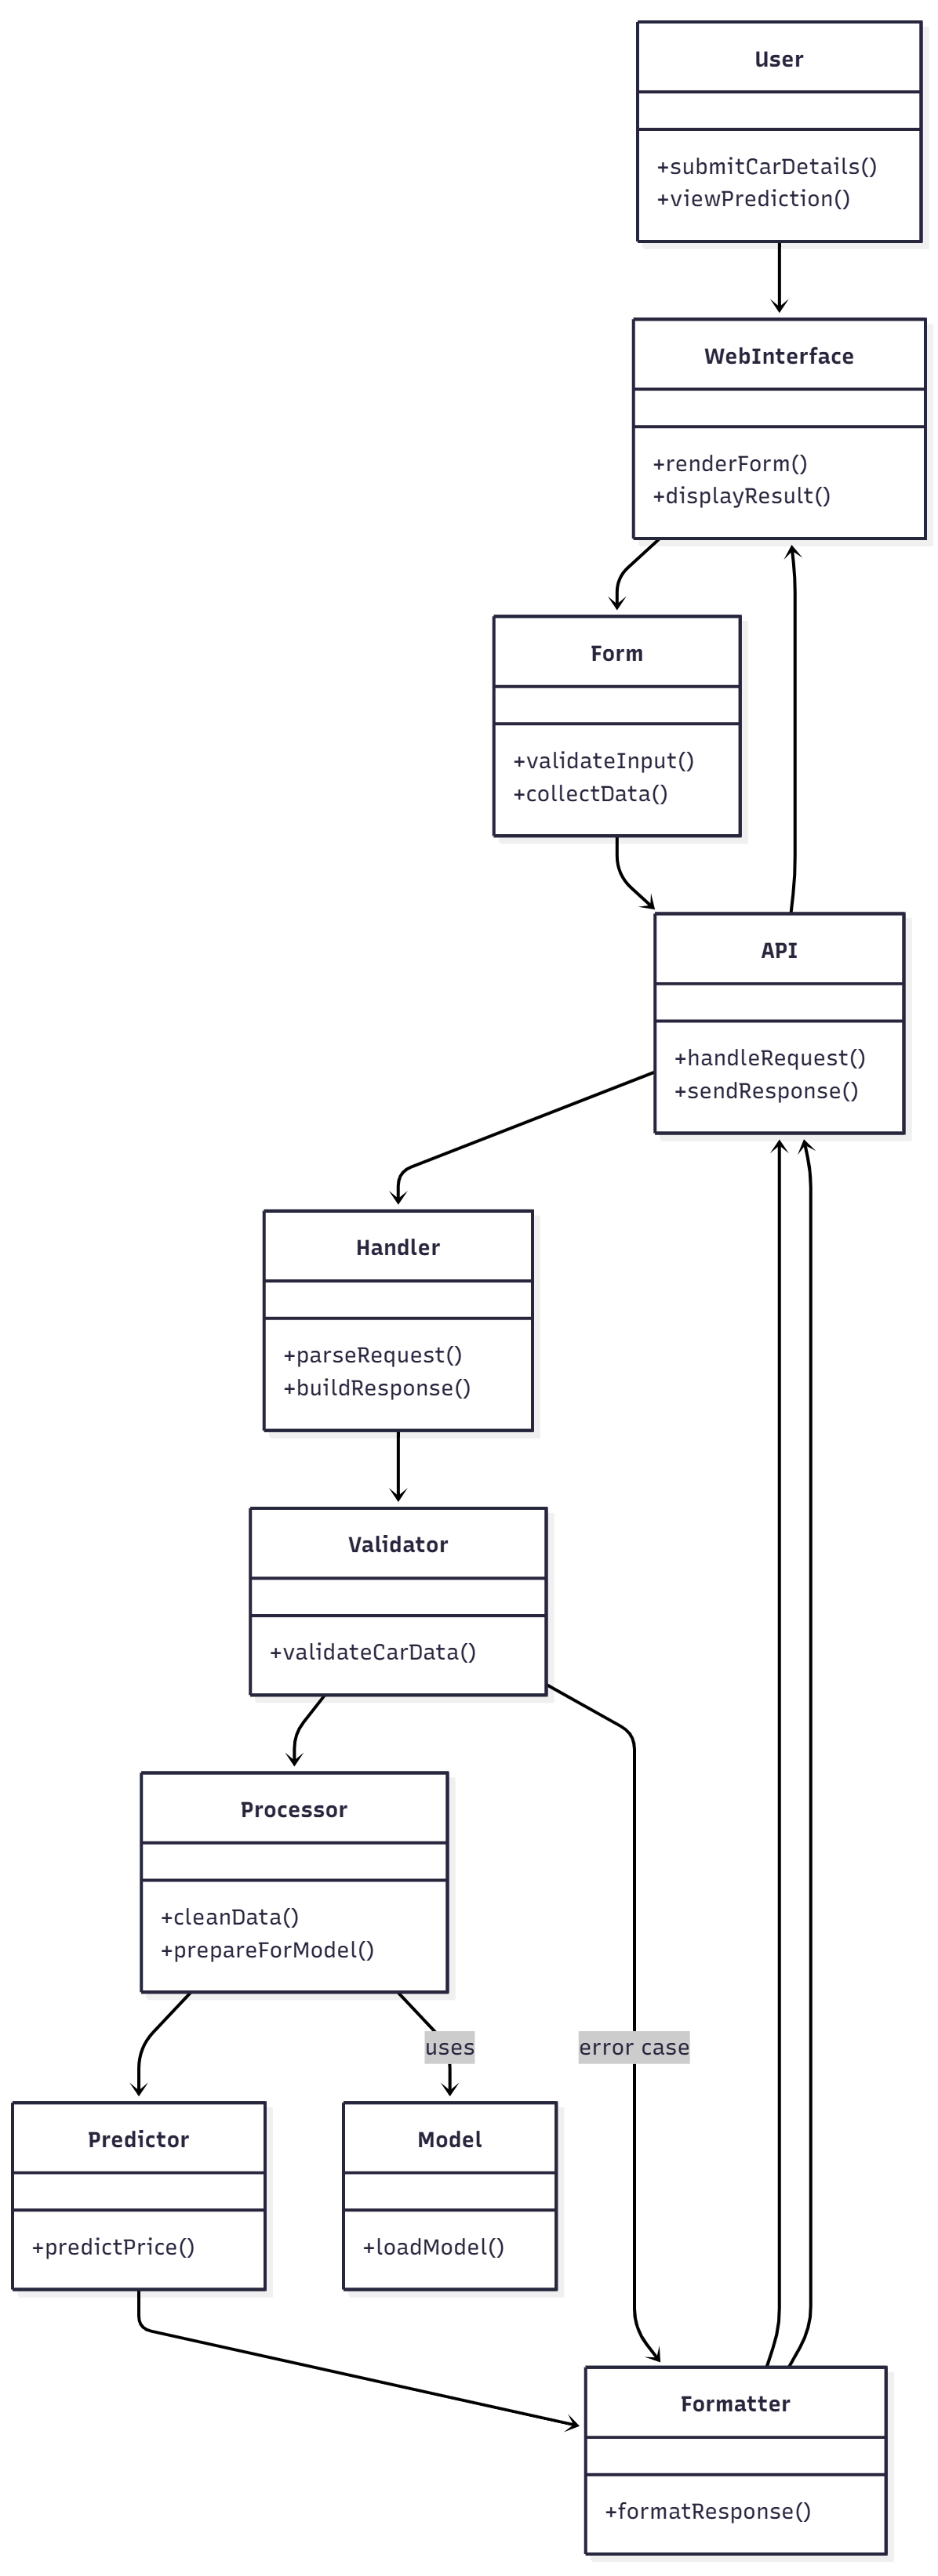 User
+submitCarDetails()
+viewPrediction()
WebInterface
+renderForm()
+displayResult()
Form
+validateInput()
+collectData()
API
+handleRequest()
+sendResponse()
Handler
+parseRequest()
+buildResponse()
Validator
+validateCarData()
Processor
+cleanData()
+prepareForModel()
uses
error case
Predictor
+predictPrice()
Model
+loadModel()
Formatter
+formatResponse()